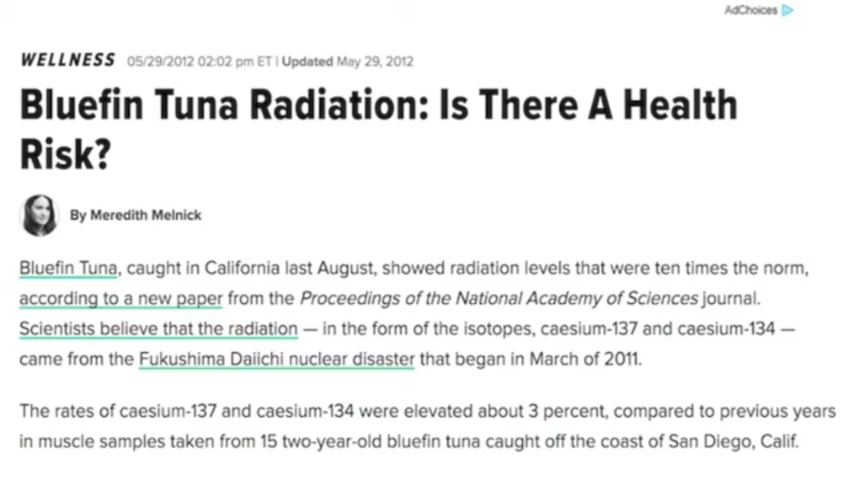 AdChoices
WELLNESS 05/29/2012 02:02 pm ET | Updated May 29, 2012
Bluefin Tuna Radiation: Is There A Health
Risk?
By Meredith Melnick
Bluefin Tuna, caught in California last August, showed radiation levels that were ten times the norm,
according to a new paper from the Proceedings of the National Academy of Sciences journal.
Scientists believe that the radiation — in the form of the isotopes, caesium-137 and caesium-134 —
came from the Fukushima Daiichi nuclear disaster that began in March of 2011.
The rates of caesium-137 and caesium-134 were elevated about 3 percent, compared to previous years
in muscle samples taken from 15 two-year-old bluefin tuna caught off the coast of San Diego, Calif.